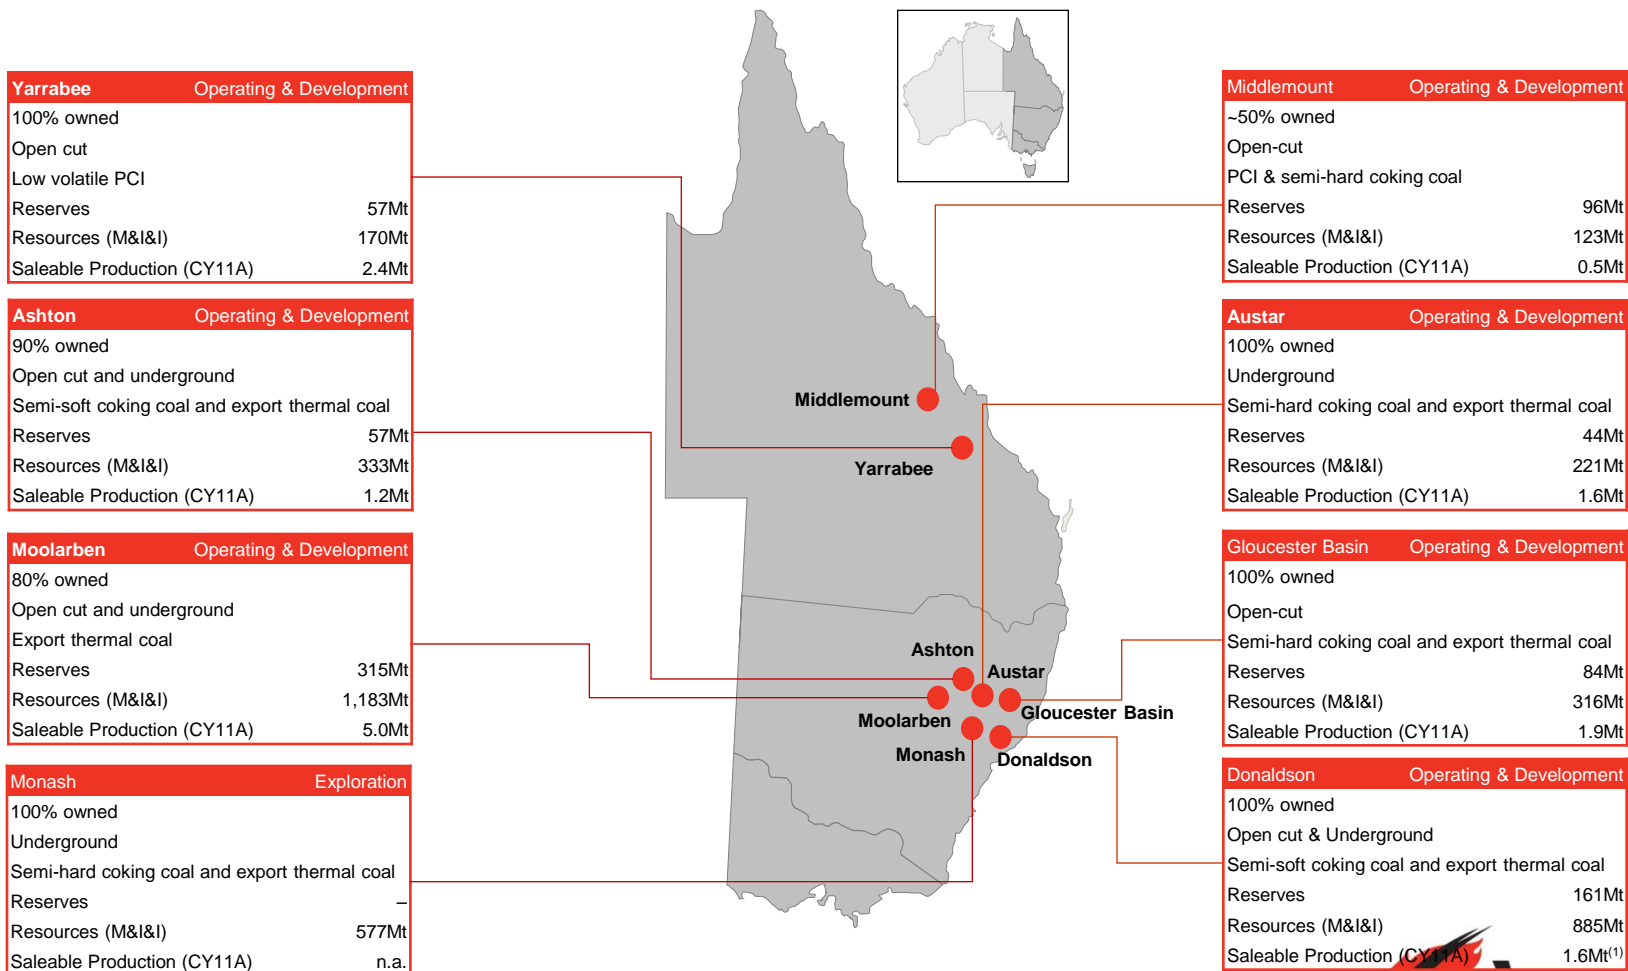 Yarrabee Operating & Development
100% owned
Open cut
Low volatile PCI
Reserves 57Mt
Resources (M&I&I) 170Mt
Saleable Production (CY11A) 2.4Mt
Ashton Operating & Development
90% owned
Open cut and underground
Semi-soft coking coal and export thermal coal
Reserves 57Mt
Resources (M&I&I) 333Mt
Saleable Production (CY11A) 1.2Mt
Moolarben Operating & Development
80% owned
Open cut and underground
Export thermal coal
Reserves 315Mt
Resources (M&I&I) 1,183Mt
Saleable Production (CY11A) 5.0Mt
Monash Exploration
100% owned
Underground
Semi-hard coking coal and export thermal coal
Reserves –
Resources (M&I&I) 577Mt
Saleable Production (CY11A) n.a.
Middlemount
Yarrabee
Ashton
Austar
Moolarben
Gloucester Basin
Monash
Donaldson
Middlemount Operating & Development
~50% owned
Open-cut
PCI & semi-hard coking coal
Reserves 96Mt
Resources (M&I&I) 123Mt
Saleable Production (CY11A) 0.5Mt
Austar Operating & Development
100% owned
Underground
Semi-hard coking coal and export thermal coal
Reserves 44Mt
Resources (M&I&I) 221Mt
Saleable Production (CY11A) 1.6Mt
Gloucester Basin Operating & Development
100% owned
Open-cut
Semi-hard coking coal and export thermal coal
Reserves 84Mt
Resources (M&I&I) 316Mt
Saleable Production (CY11A) 1.9Mt
Donaldson Operating & Development
100% owned
Open cut & Underground
Semi-soft coking coal and export thermal coal
Reserves 161Mt
Resources (M&I&I) 885Mt
Saleable Production (CY11A) 1.6Mt(1)